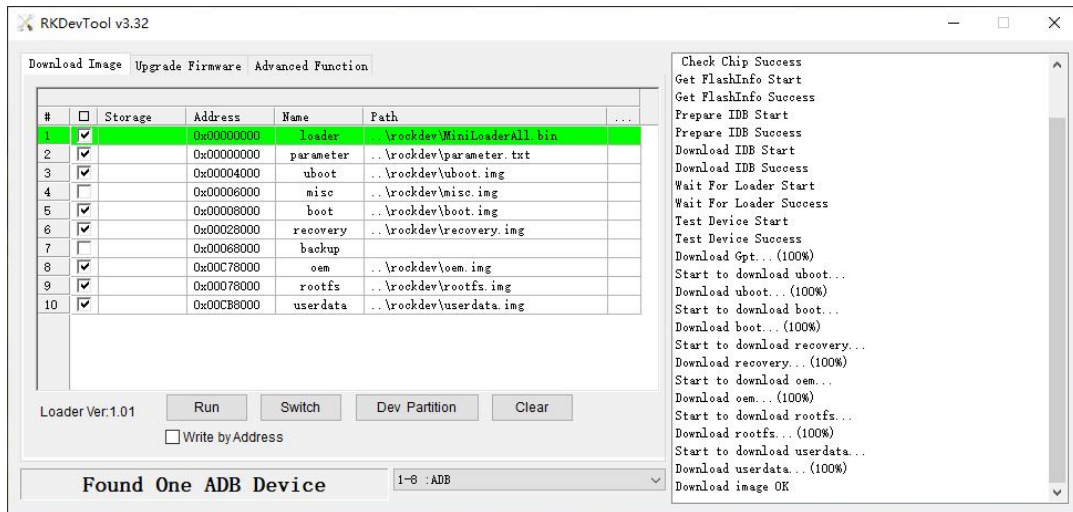 RKDevTool v3.32
Download Image Upgrade Firmware Advanced Function
# Storage Address Name Path ...
1 0x00000000 loader ..\rockdev\MiniLoaderAll.bin
2 0x00000000 parameter ..\rockdev\parameter.txt
3 0x00004000 uboot ..\rockdev\uboot.img
4 0x00006000 misc ..\rockdev\misc.img
5 0x00008000 boot ..\rockdev\boot.img
6 0x00028000 recovery ..\rockdev\recovery.img
7 0x00068000 backup
8 0x00C78000 oem ..\rockdev\oem.img
9 0x00078000 rootfs ..\rockdev\rootfs.img
10 0x00CB8000 userdata ..\rockdev\userdata.img
Loader Ver:1.01 Run Switch Dev Partition Clear
Write by Address
Found One ADB Device 1-8 :ADB
Check Chip Success
Get FlashInfo Start
Get FlashInfo Success
Prepare IDB Start
Prepare IDB Success
Download IDB Start
Download IDB Success
Wait For Loader Start
Wait For Loader Success
Test Device Start
Test Device Success
Download Gpt...(100%)
Start to download uboot...
Download uboot...(100%)
Start to download boot...
Download boot...(100%)
Start to download recovery...
Download recovery...(100%)
Start to download oem...
Download oem...(100%)
Start to download rootfs...
Download rootfs...(100%)
Start to download userdata...
Download userdata...(100%)
Download image OK